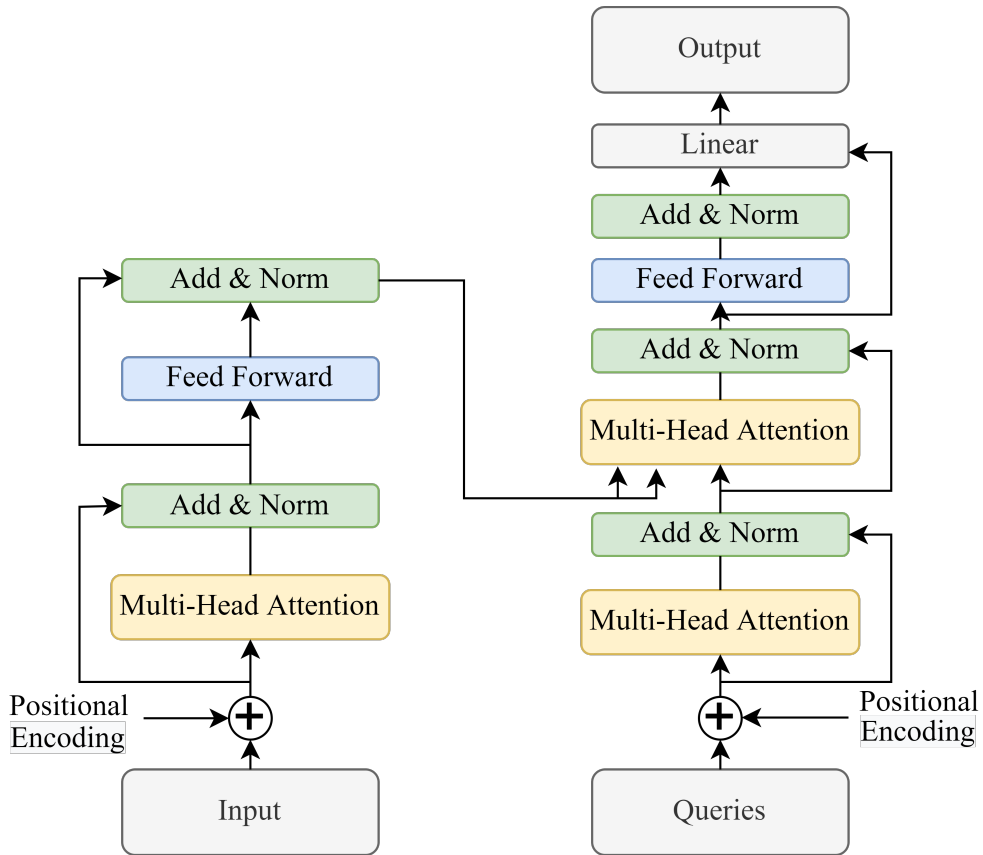 Output
Linear
Add & Norm
Feed Forward
Add & Norm
Multi-Head Attention
Add & Norm
Multi-Head Attention
Positional
Encoding
Queries
Add & Norm
Feed Forward
Add & Norm
Multi-Head Attention
Positional
Encoding
Input